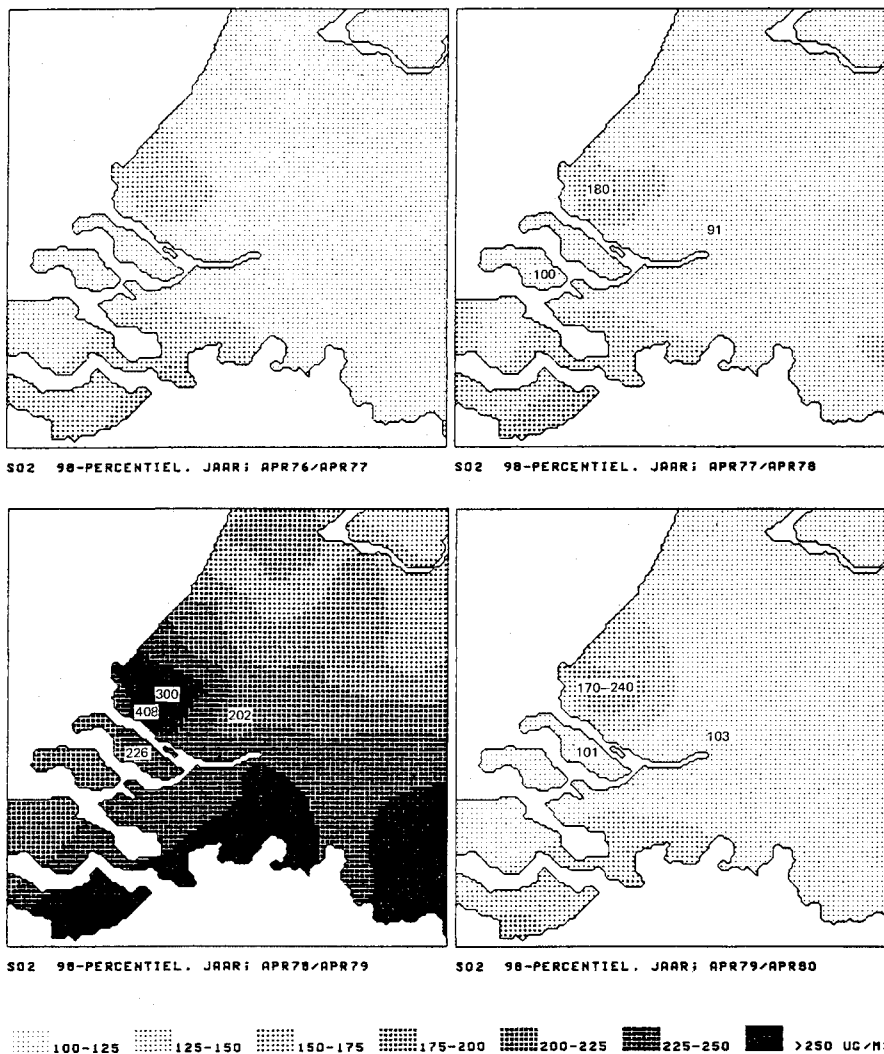 180
91
100
SO2 98-PERCENTIEL. JAAR; APR76/APR77
SO2 98-PERCENTIEL. JAAR; APR77/APR78
300
408
202
226
170-240
103
101
SO2 98-PERCENTIEL. JAAR; APR78/APR79
SO2 98-PERCENTIEL. JAAR; APR79/APR80
100-125 125-150 150-175 175-200 200-225 225-250 >250 UG/M